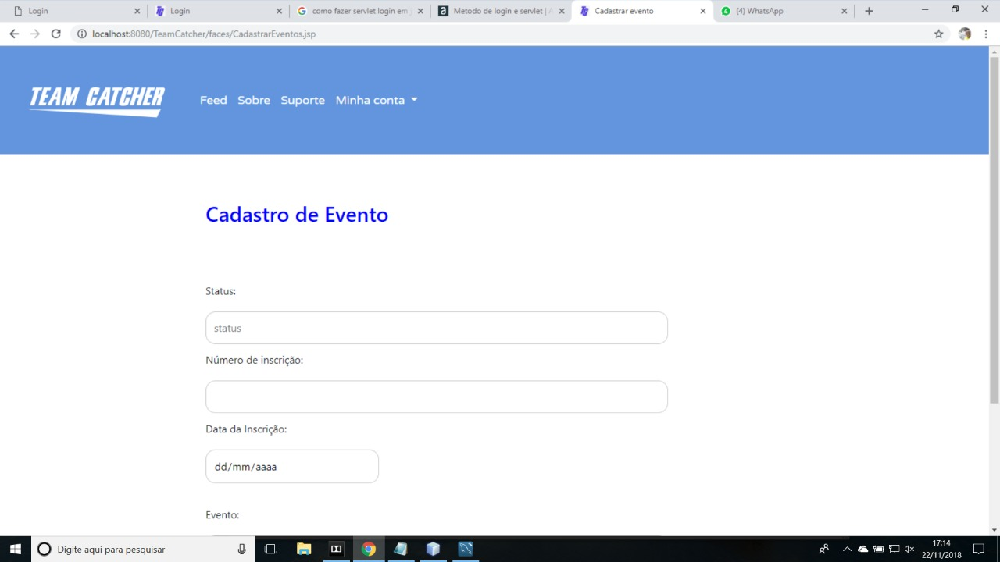 Login
Login
como fazer servlet login em j
Metodo de login e servlet | A
Cadastrar evento
(4) WhatsApp
localhost:8080/TeamCatcher/faces/CadastrarEventos.jsp
TEAM CATCHER
Feed Sobre Suporte Minha conta
Cadastro de Evento
Status:
status
Número de inscrição:
Data da Inscrição:
dd/mm/aaaa
Evento:
Digite aqui para pesquisar
17:14
22/11/2018